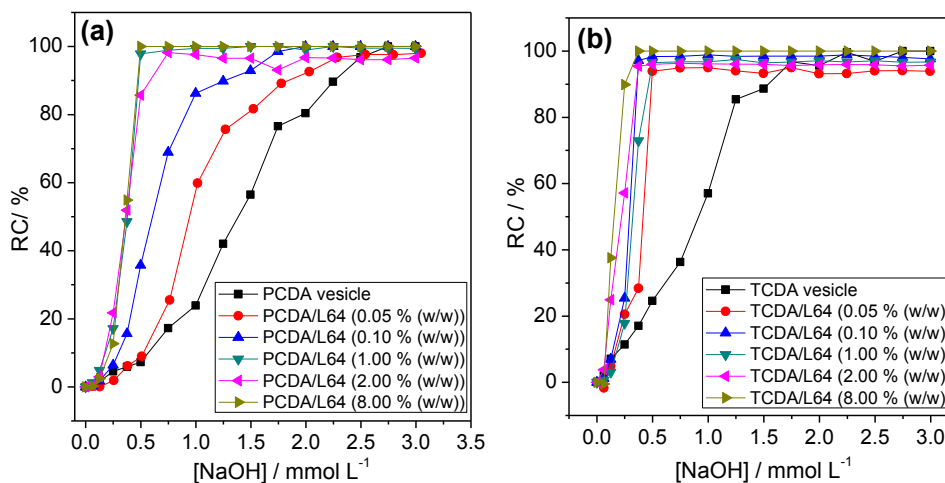 (a)
RC/ %
100
80
60
40
20
0
PCDA vesicle
PCDA/L64 (0.05 % (w/w))
PCDA/L64 (0.10 % (w/w))
PCDA/L64 (1.00 % (w/w))
PCDA/L64 (2.00 % (w/w))
PCDA/L64 (8.00 % (w/w))
0.0 0.5 1.0 1.5 2.0 2.5 3.0 3.5
[NaOH] / mmol L-1
(b)
RC / %
100
80
60
40
20
0
TCDA vesicle
TCDA/L64 (0.05 % (w/w)
TCDA/L64 (0.10 % (w/w)
TCDA/L64 (1.00 % (w/w)
TCDA/L64 (2.00 % (w/w)
TCDA/L64 (8.00 % (w/w)
0.0 0.5 1.0 1.5 2.0 2.5 3.0
[NaOH] / mmol L-1